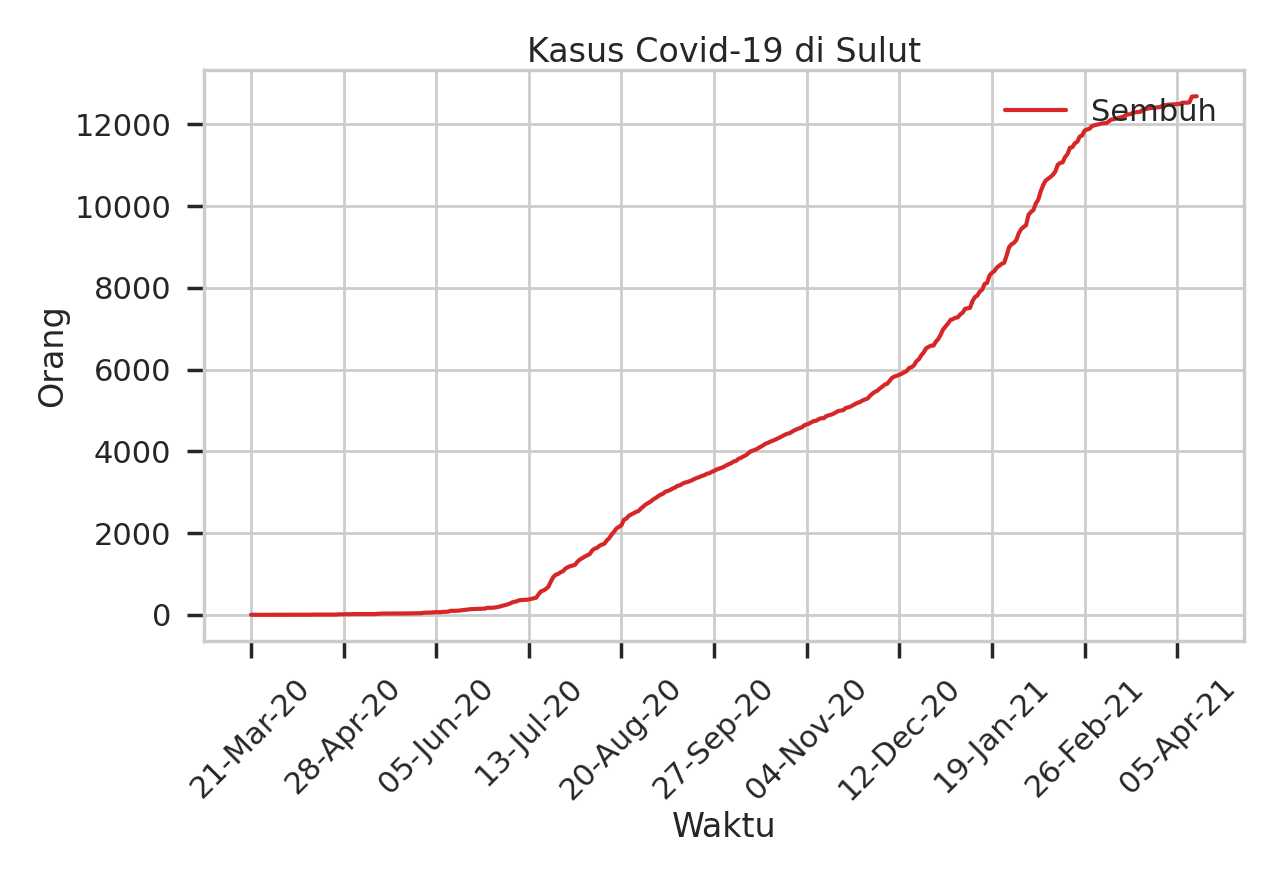 Kasus Covid-19 di Sulut
Sembuh
12000
10000
8000
6000
4000
2000
0
Orang
21-Mar-20
28-Apr-20
05-Jun-20
13-Jul-20
20-Aug-20
27-Sep-20
04-Nov-20
12-Dec-20
19-Jan-21
26-Feb-21
05-Apr-21
Waktu